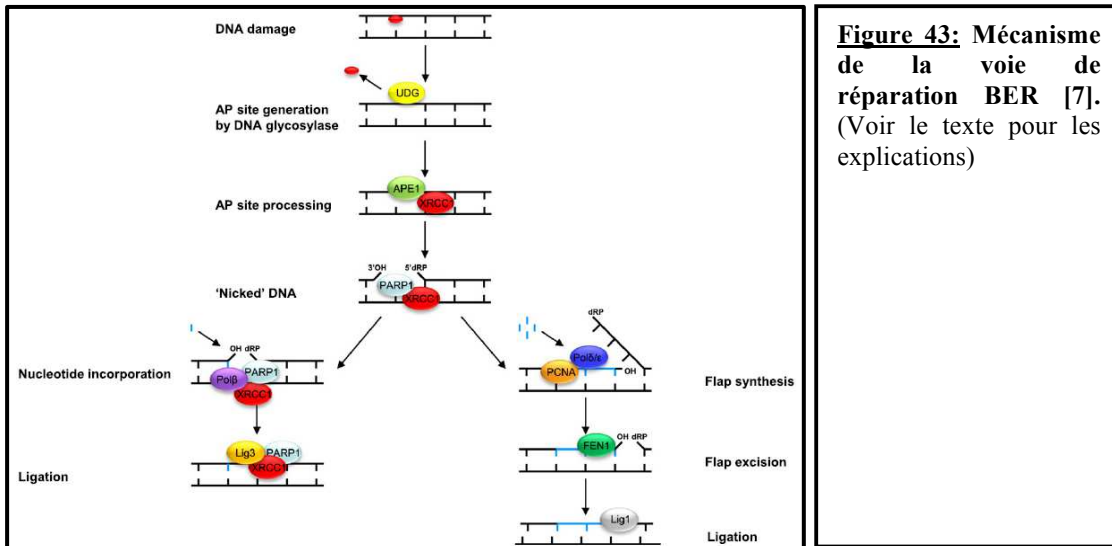 DNA damage
UDG
AP site generation
by DNA glycosylase
APE1
XRCC1
AP site processing
3'OH 5'dRP
PARP1
XRCC1
'Nicked' DNA
OH dRP
Nucleotide incorporation
Polβ
PARP1
XRCC1
Lig3
PARP1
XRCC1
Ligation
dRP
Polδ/ε
PCNA
OH
Flap synthesis
FEN1
OH dRP
Flap excision
Lig1
Ligation
Figure 43: Mécanisme
de la voie de
réparation BER [7].
(Voir le texte pour les
explications)